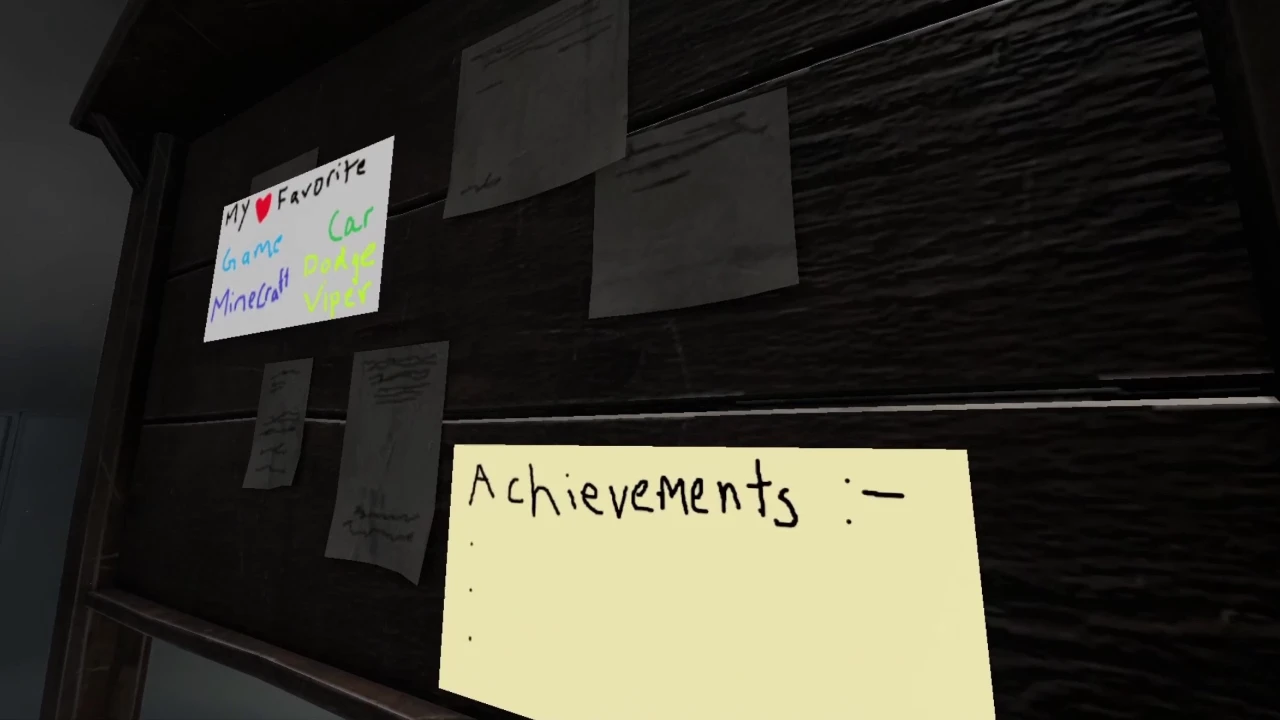 My ❤ Favorite
Game
Minecraft
Car
Dodge
Viper
Achievements :-
.
.
.